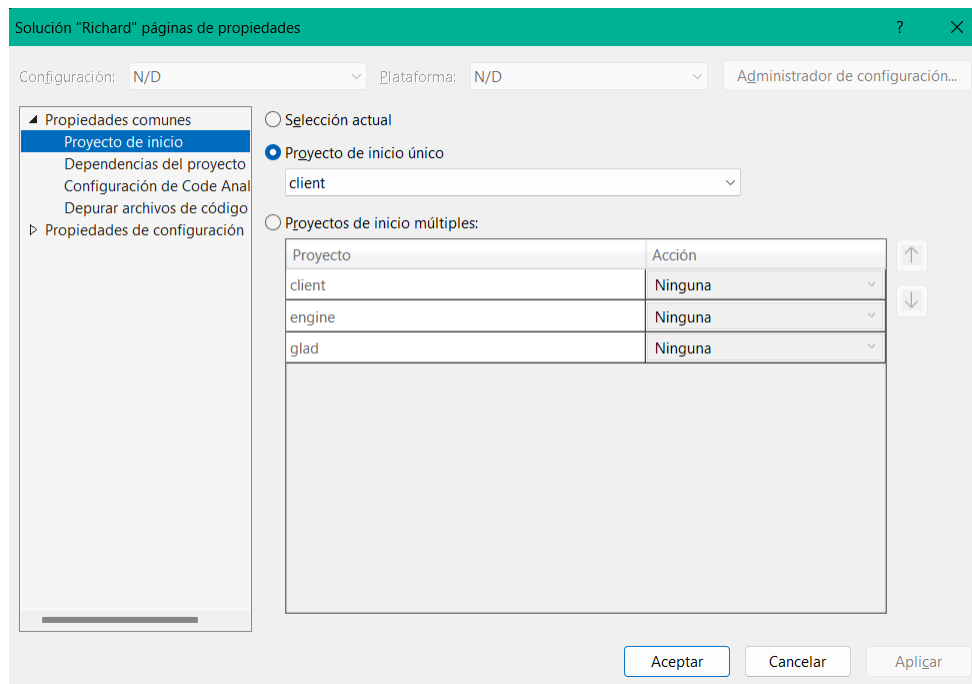 Solución "Richard" páginas de propiedades ?
Configuración: N/D Plataforma: N/D Administrador de configuración...
Propiedades comunes
Proyecto de inicio
Dependencias del proyecto
Configuración de Code Anal
Depurar archivos de código
Propiedades de configuración
Selección actual
Proyecto de inicio único
client
Proyectos de inicio múltiples:
Proyecto Acción
client Ninguna
engine Ninguna
glad Ninguna
Aceptar Cancelar Aplicar